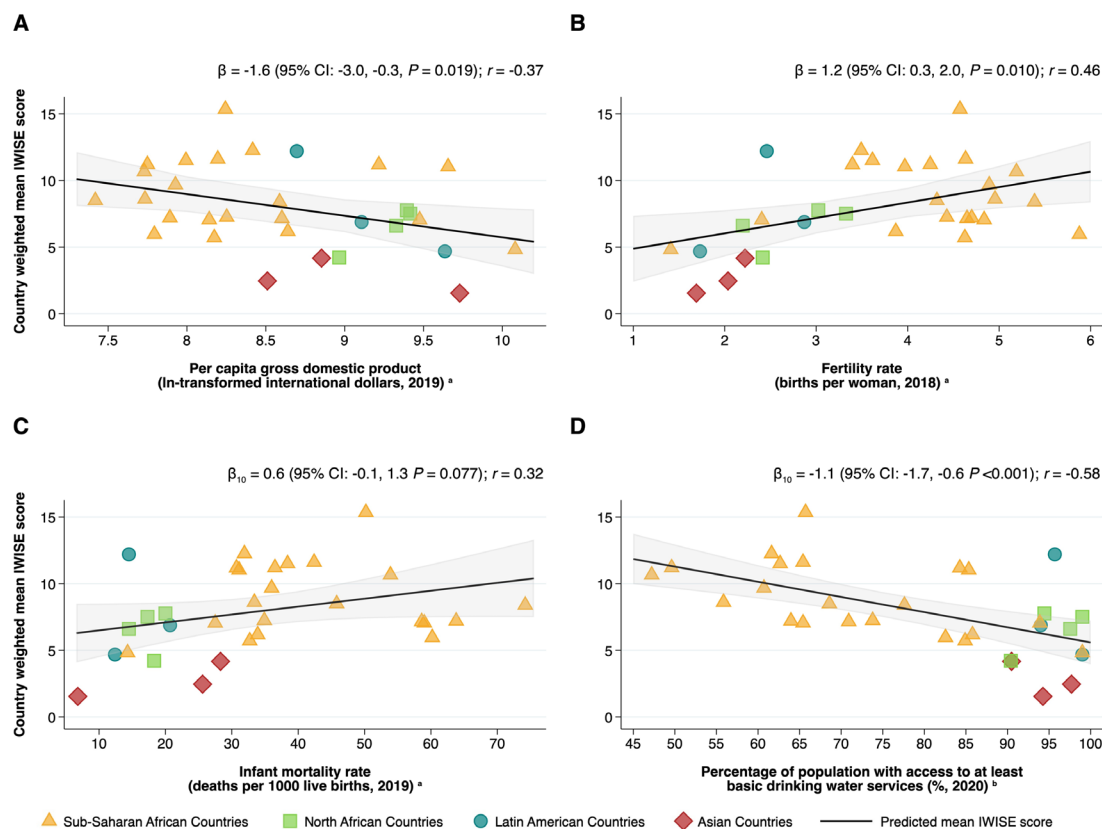 A
β = -1.6 (95% CI: -3.0, -0.3, P = 0.019); r = -0.37
Country weighted mean IWISE score
15
10
5
0
7.5 8 8.5 9 9.5 10
Per capita gross domestic product
(ln-transformed international dollars, 2019) ᵃ
B
β = 1.2 (95% CI: 0.3, 2.0, P = 0.010); r = 0.46
15
10
5
0
1 2 3 4 5 6
Fertility rate
(births per woman, 2018) ᵃ
C
β₁₀ = 0.6 (95% CI: -0.1, 1.3 P = 0.077); r = 0.32
Country weighted mean IWISE score
15
10
5
0
10 20 30 40 50 60 70
Infant mortality rate
(deaths per 1000 live births, 2019) ᵃ
D
β₁₀ = -1.1 (95% CI: -1.7, -0.6 P <0.001); r = -0.58
15
10
5
0
45 50 55 60 65 70 75 80 85 90 95 100
Percentage of population with access to at least
basic drinking water services (%, 2020) ᵇ
Sub-Saharan African Countries North African Countries Latin American Countries Asian Countries Predicted mean IWISE score